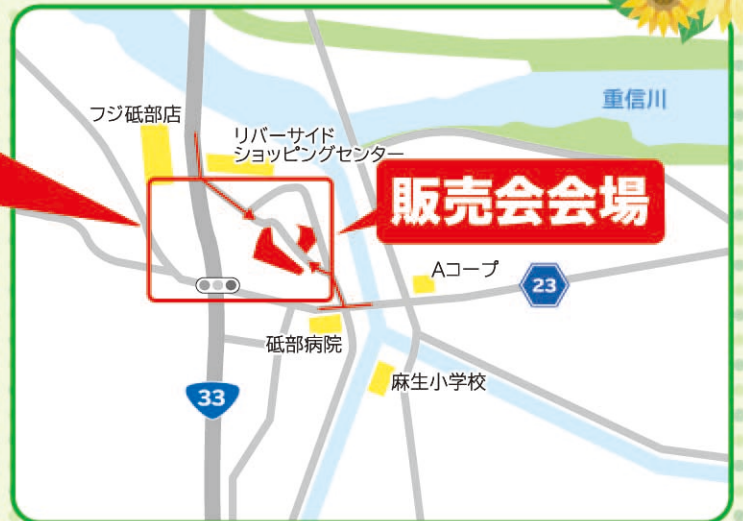 重信川
フジ砥部店
リバーサイド
ショッピングセンター
販売会会場
Aコープ
23
砥部病院
麻生小学校
33